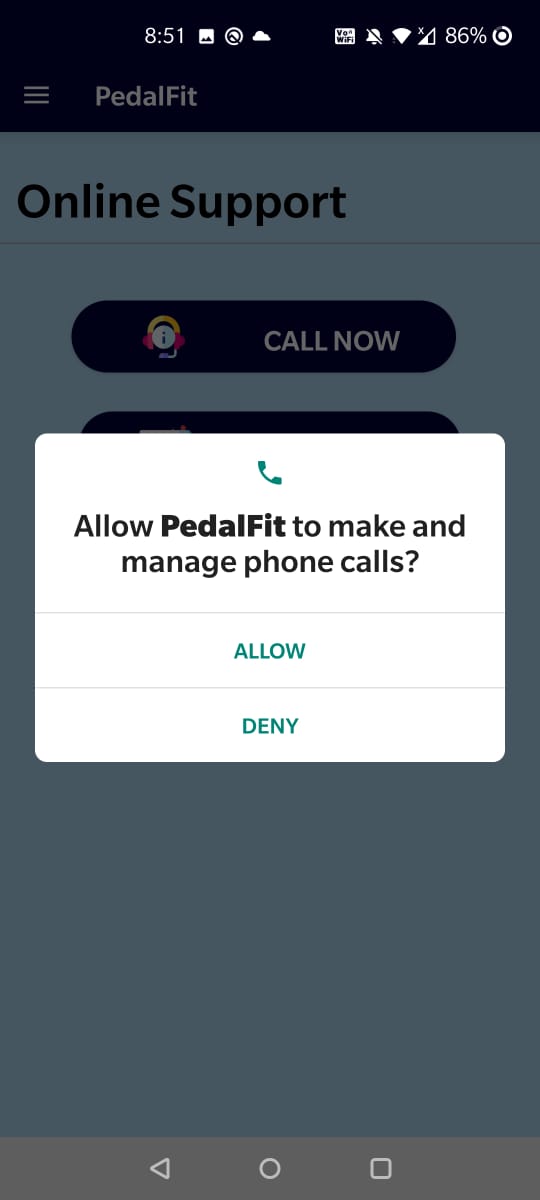 8:51
Vo
WiFi
x
86%
PedalFit
Online Support
CALL NOW
Allow PedalFit to make and
manage phone calls?
ALLOW
DENY